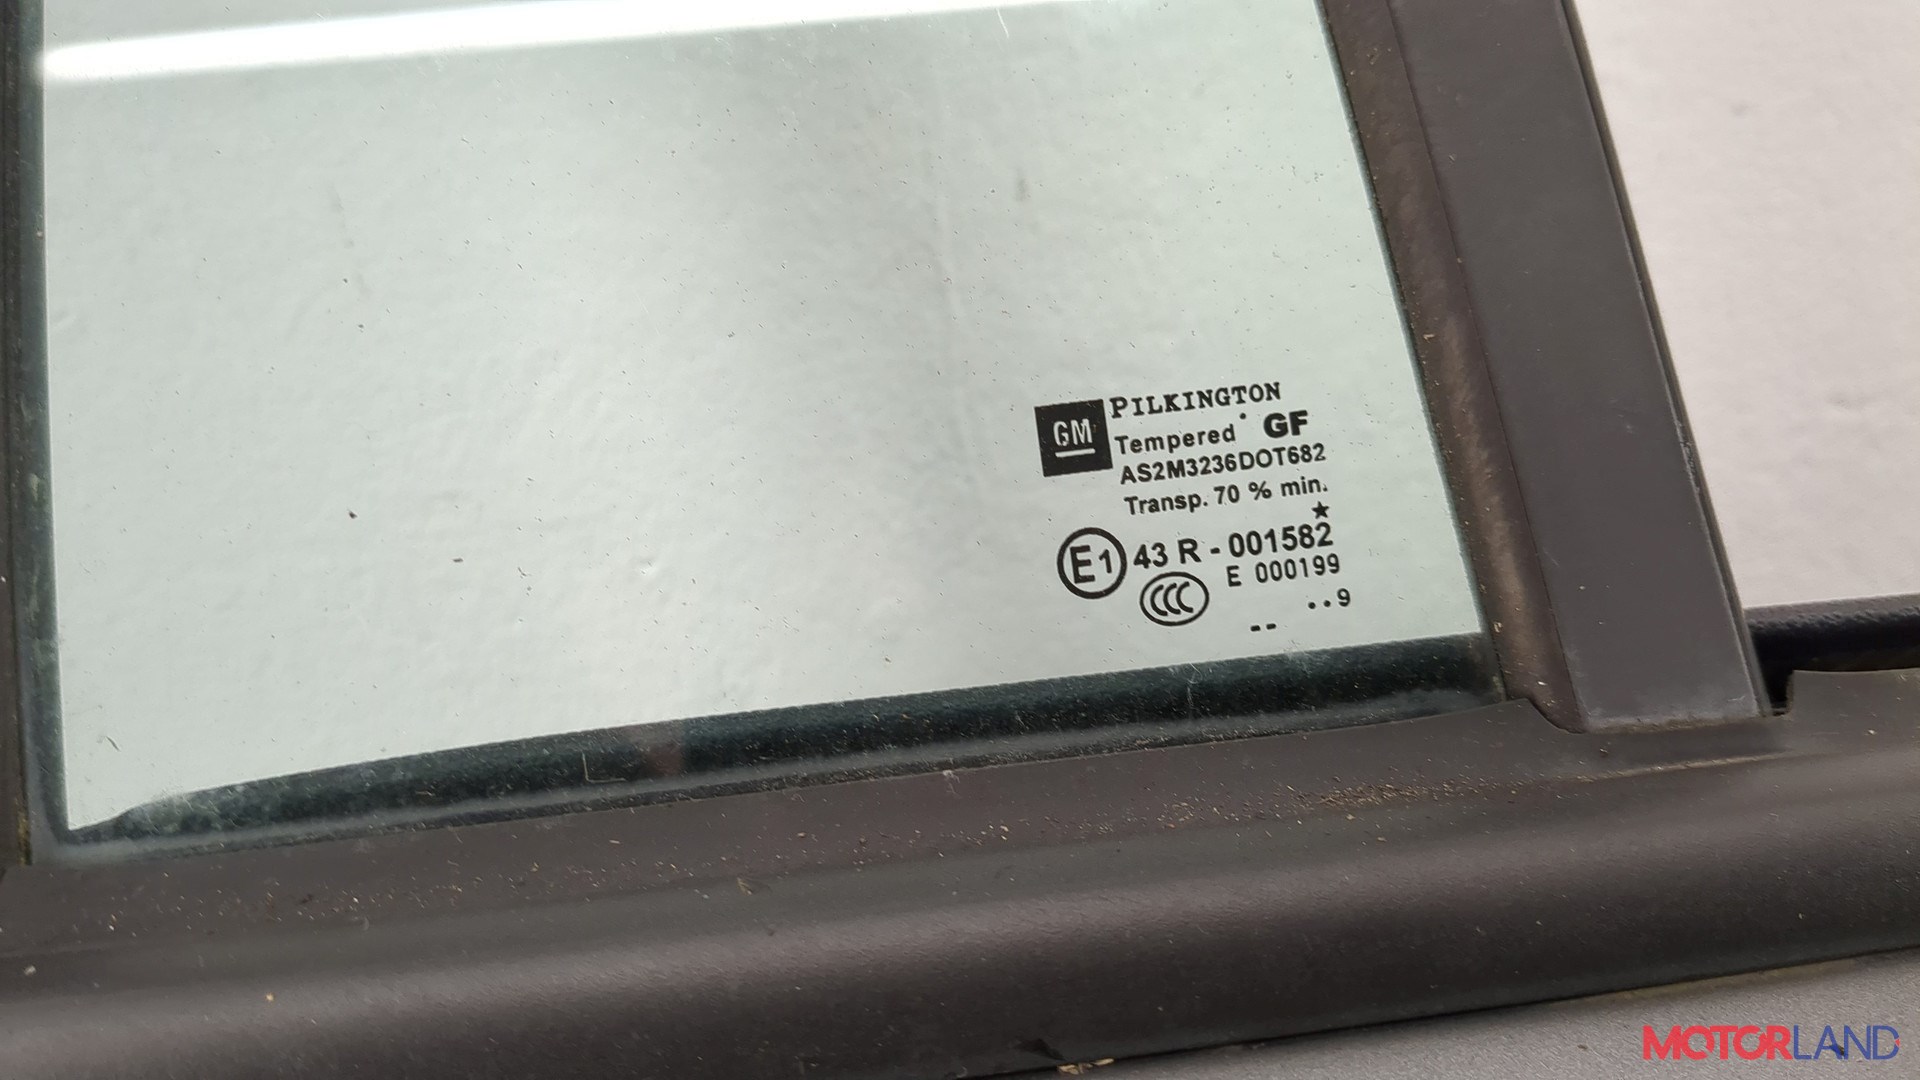 GM
PILKINGTON
Tempered GF
AS2M3236DOT682
Transp. 70 % min.
★
E1 43 R - 001582
CCC E 000199
..9
--
MOTORLAND